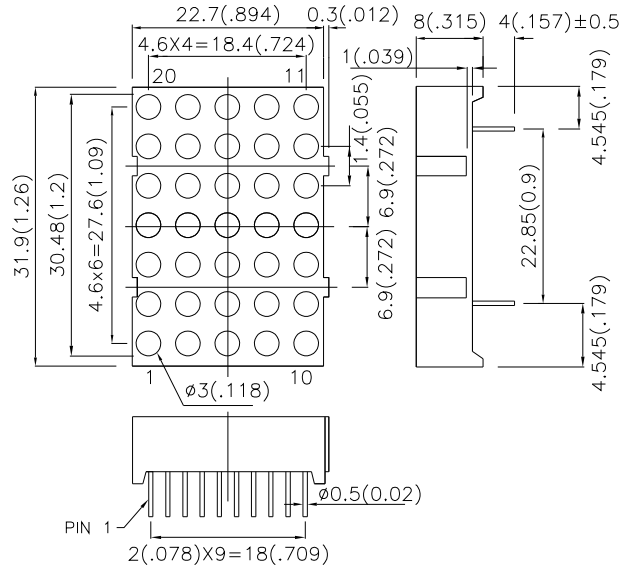 22.7(.894)
0.3(.012)
8(.315)
4(.157)±0.5
4.6X4=18.4(.724)
1(.039)
20
11
1.4(.055)
4.545(.179)
31.9(1.26)
30.48(1.2)
4.6x6=27.6(1.09)
6.9(.272)
22.85(0.9)
6.9(.272)
4.545(.179)
1
10
ø3(.118)
ø0.5(0.02)
PIN 1
2(.078)X9=18(.709)